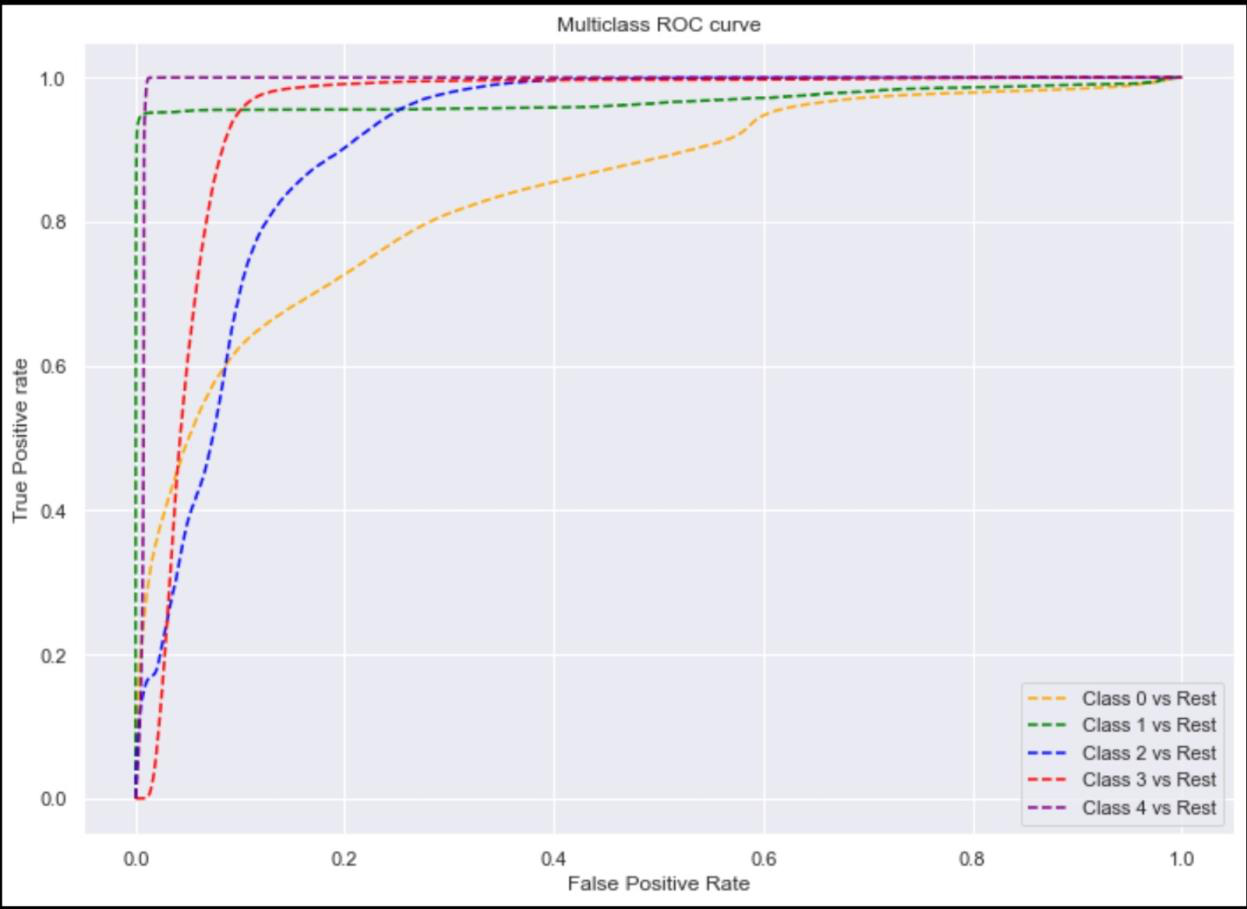 Multiclass ROC curve
True Positive rate
1.0
0.8
0.6
0.4
0.2
0.0
Class 0 vs Rest
Class 1 vs Rest
Class 2 vs Rest
Class 3 vs Rest
Class 4 vs Rest
0.0 0.2 0.4 0.6 0.8 1.0
False Positive Rate